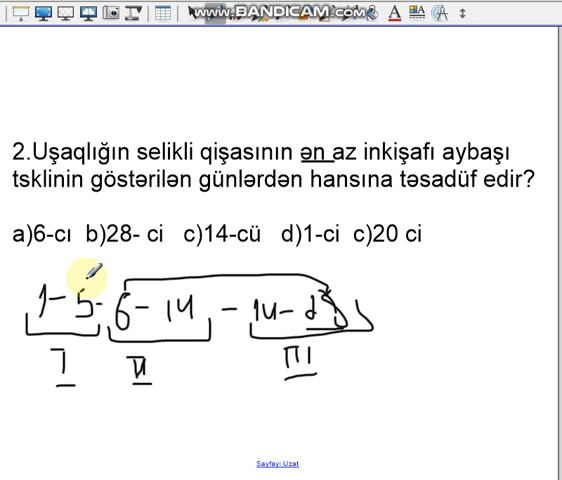 www.BANDICAM.com
2.Uşaqlığın selikli qişasının ən az inkişafı aybaşı
tsklinin göstərilən günlərdən hansına təsadüf edir?
a)6-cı b)28- ci c)14-cü d)1-ci c)20 ci
1-5-6-14-14-28
I II III
Sayfayi Uzat